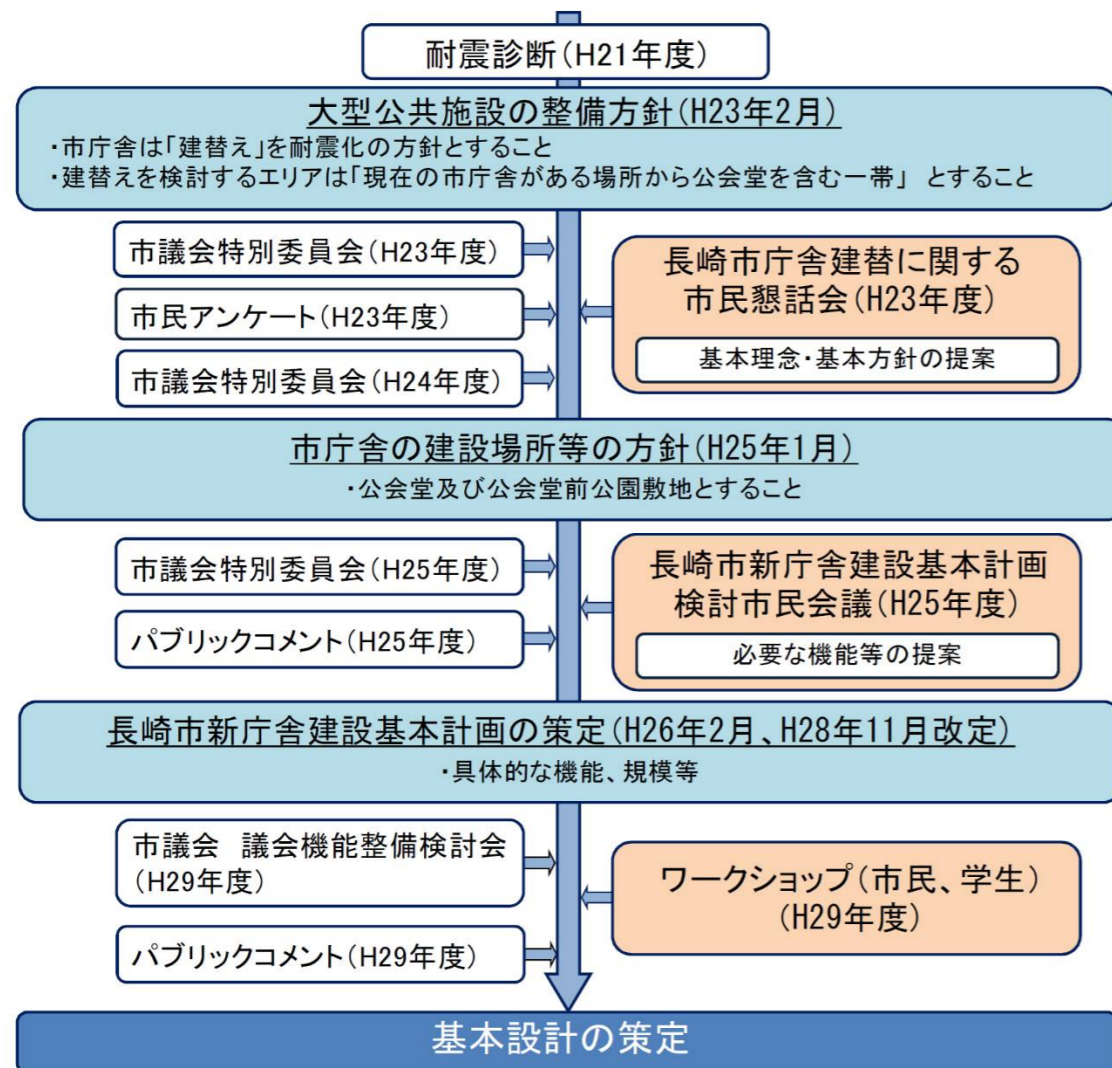 耐震診断(H21年度)
大型公共施設の整備方針(H23年2月)
・市庁舎は「建替え」を耐震化の方針とすること
・建替えを検討するエリアは「現在の市庁舎がある場所から公会堂を含む一帯」 とすること
市議会特別委員会(H23年度)
市民アンケート(H23年度)
市議会特別委員会(H24年度)
長崎市庁舎建替に関する
市民懇話会(H23年度)
基本理念・基本方針の提案
市庁舎の建設場所等の方針(H25年1月)
・公会堂及び公会堂前公園敷地とすること
市議会特別委員会(H25年度)
パブリックコメント(H25年度)
長崎市新庁舎建設基本計画
検討市民会議(H25年度)
必要な機能等の提案
長崎市新庁舎建設基本計画の策定(H26年2月、H28年11月改定)
・具体的な機能、規模等
市議会 議会機能整備検討会
(H29年度)
パブリックコメント(H29年度)
ワークショップ(市民、学生)
(H29年度)
基本設計の策定